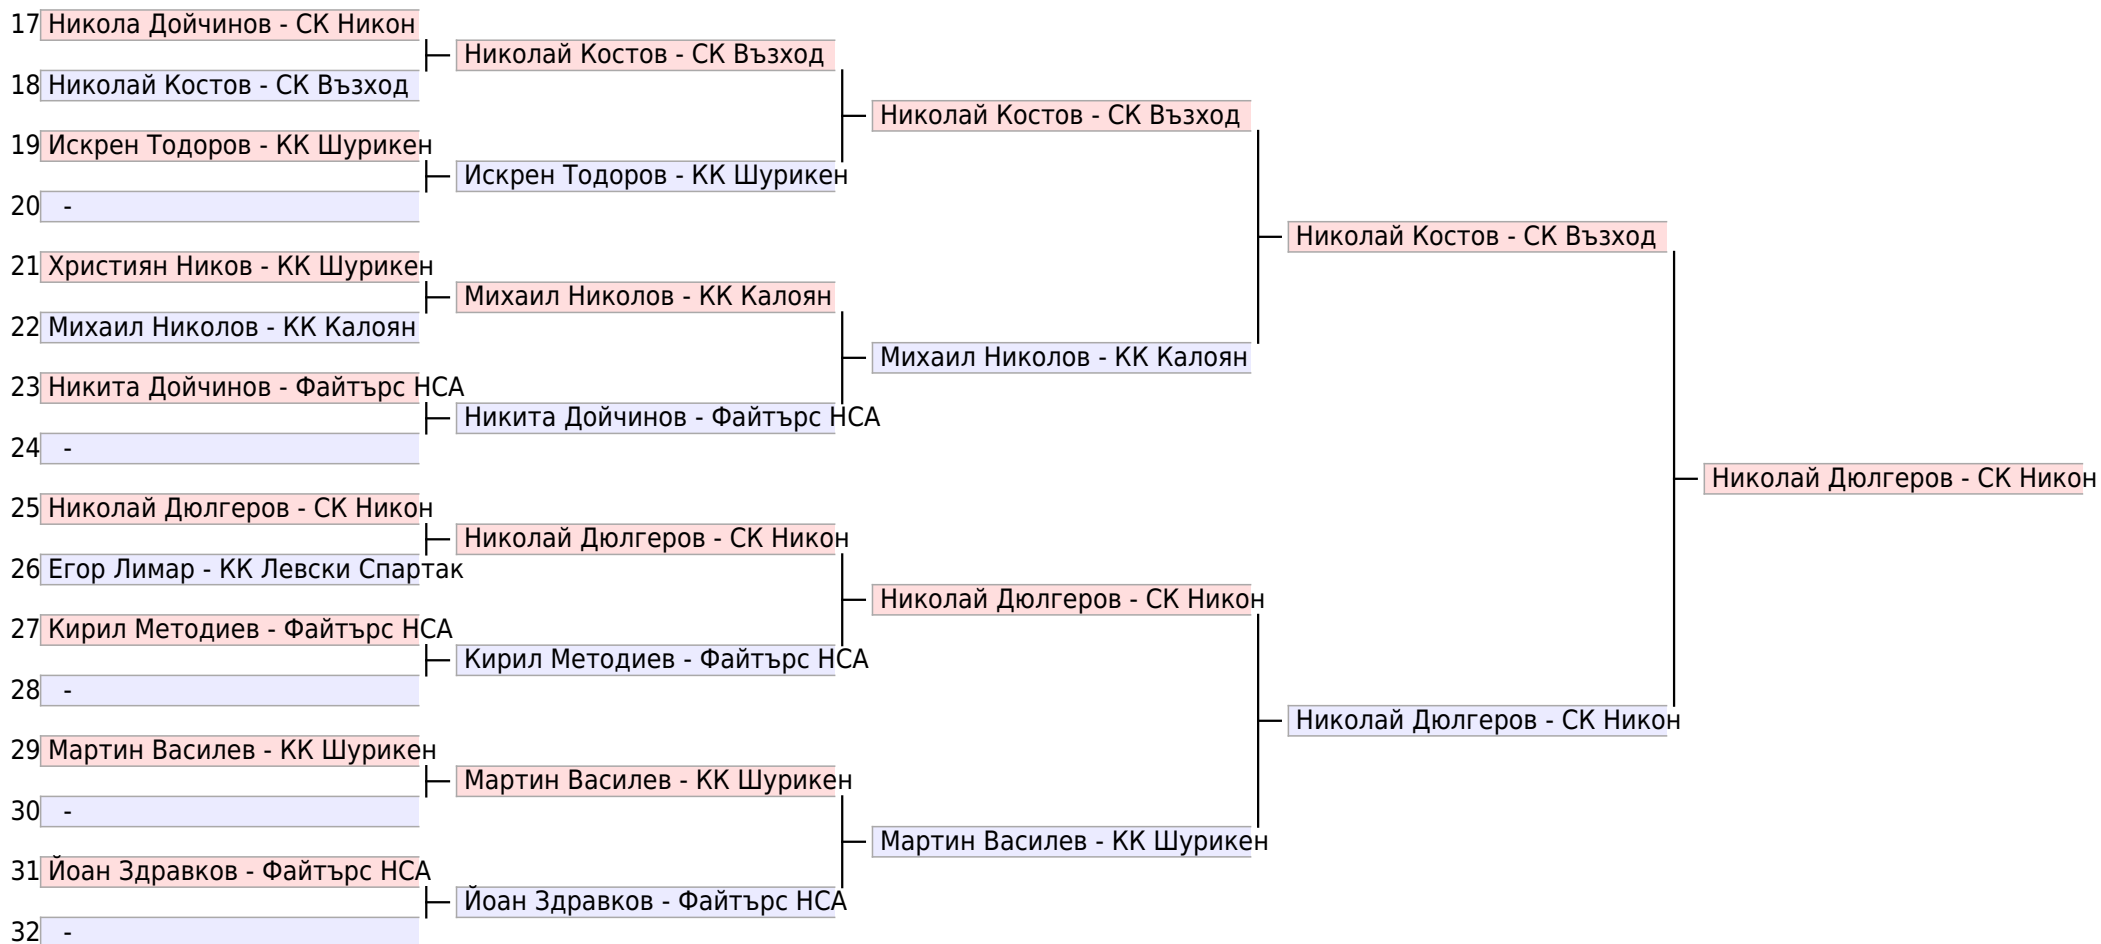 17 Никола Дойчинов - СК Никон
18 Николай Костов - СК Възход
19 Искрен Тодоров - КК Шурикен
20 -
21 Християн Ников - КК Шурикен
22 Михаил Николов - КК Калоян
23 Никита Дойчинов - Файтърс НСА
24 -
25 Николай Дюлгеров - СК Никон
26 Егор Лимар - КК Левски Спартак
27 Кирил Методиев - Файтърс НСА
28 -
29 Мартин Василев - КК Шурикен
30 -
31 Йоан Здравков - Файтърс НСА
32 -
Николай Костов - СК Възход
Искрен Тодоров - КК Шурикен
Михаил Николов - КК Калоян
Никита Дойчинов - Файтърс НСА
Николай Дюлгеров - СК Никон
Кирил Методиев - Файтърс НСА
Мартин Василев - КК Шурикен
Йоан Здравков - Файтърс НСА
Николай Костов - СК Възход
Михаил Николов - КК Калоян
Николай Дюлгеров - СК Никон
Мартин Василев - КК Шурикен
Николай Костов - СК Възход
Николай Дюлгеров - СК Никон
Николай Дюлгеров - СК Никон